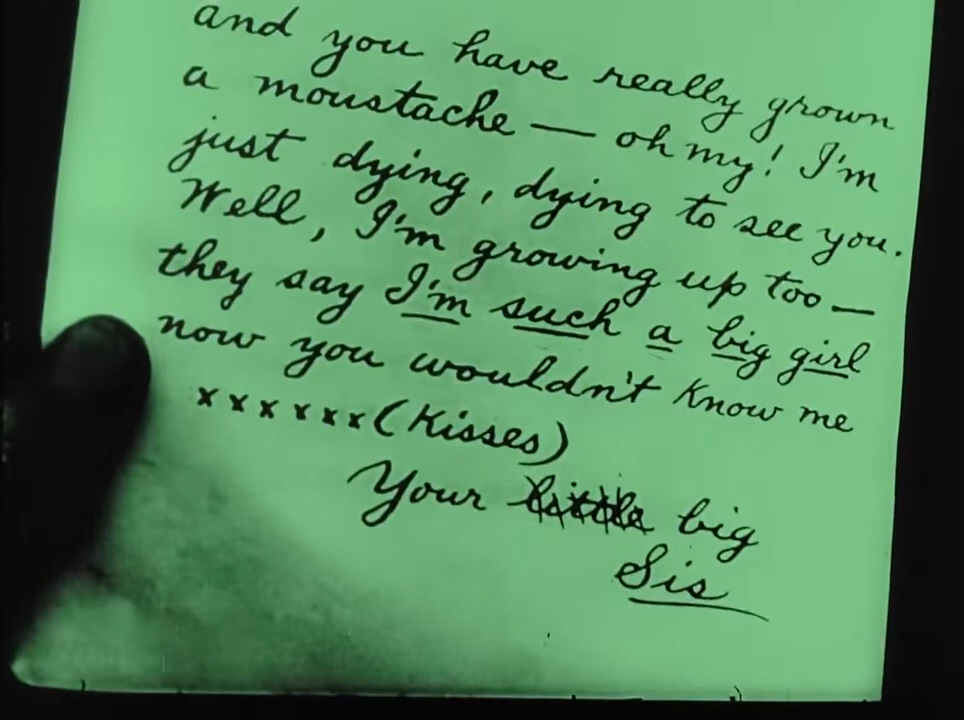 and you have really grown
a moustache — oh my! I'm
just dying, dying to see you.
Well, I'm growing up too —
they say I'm such a big girl
now you wouldn't know me
xxxxxx (Kisses)
Your little big
Sis